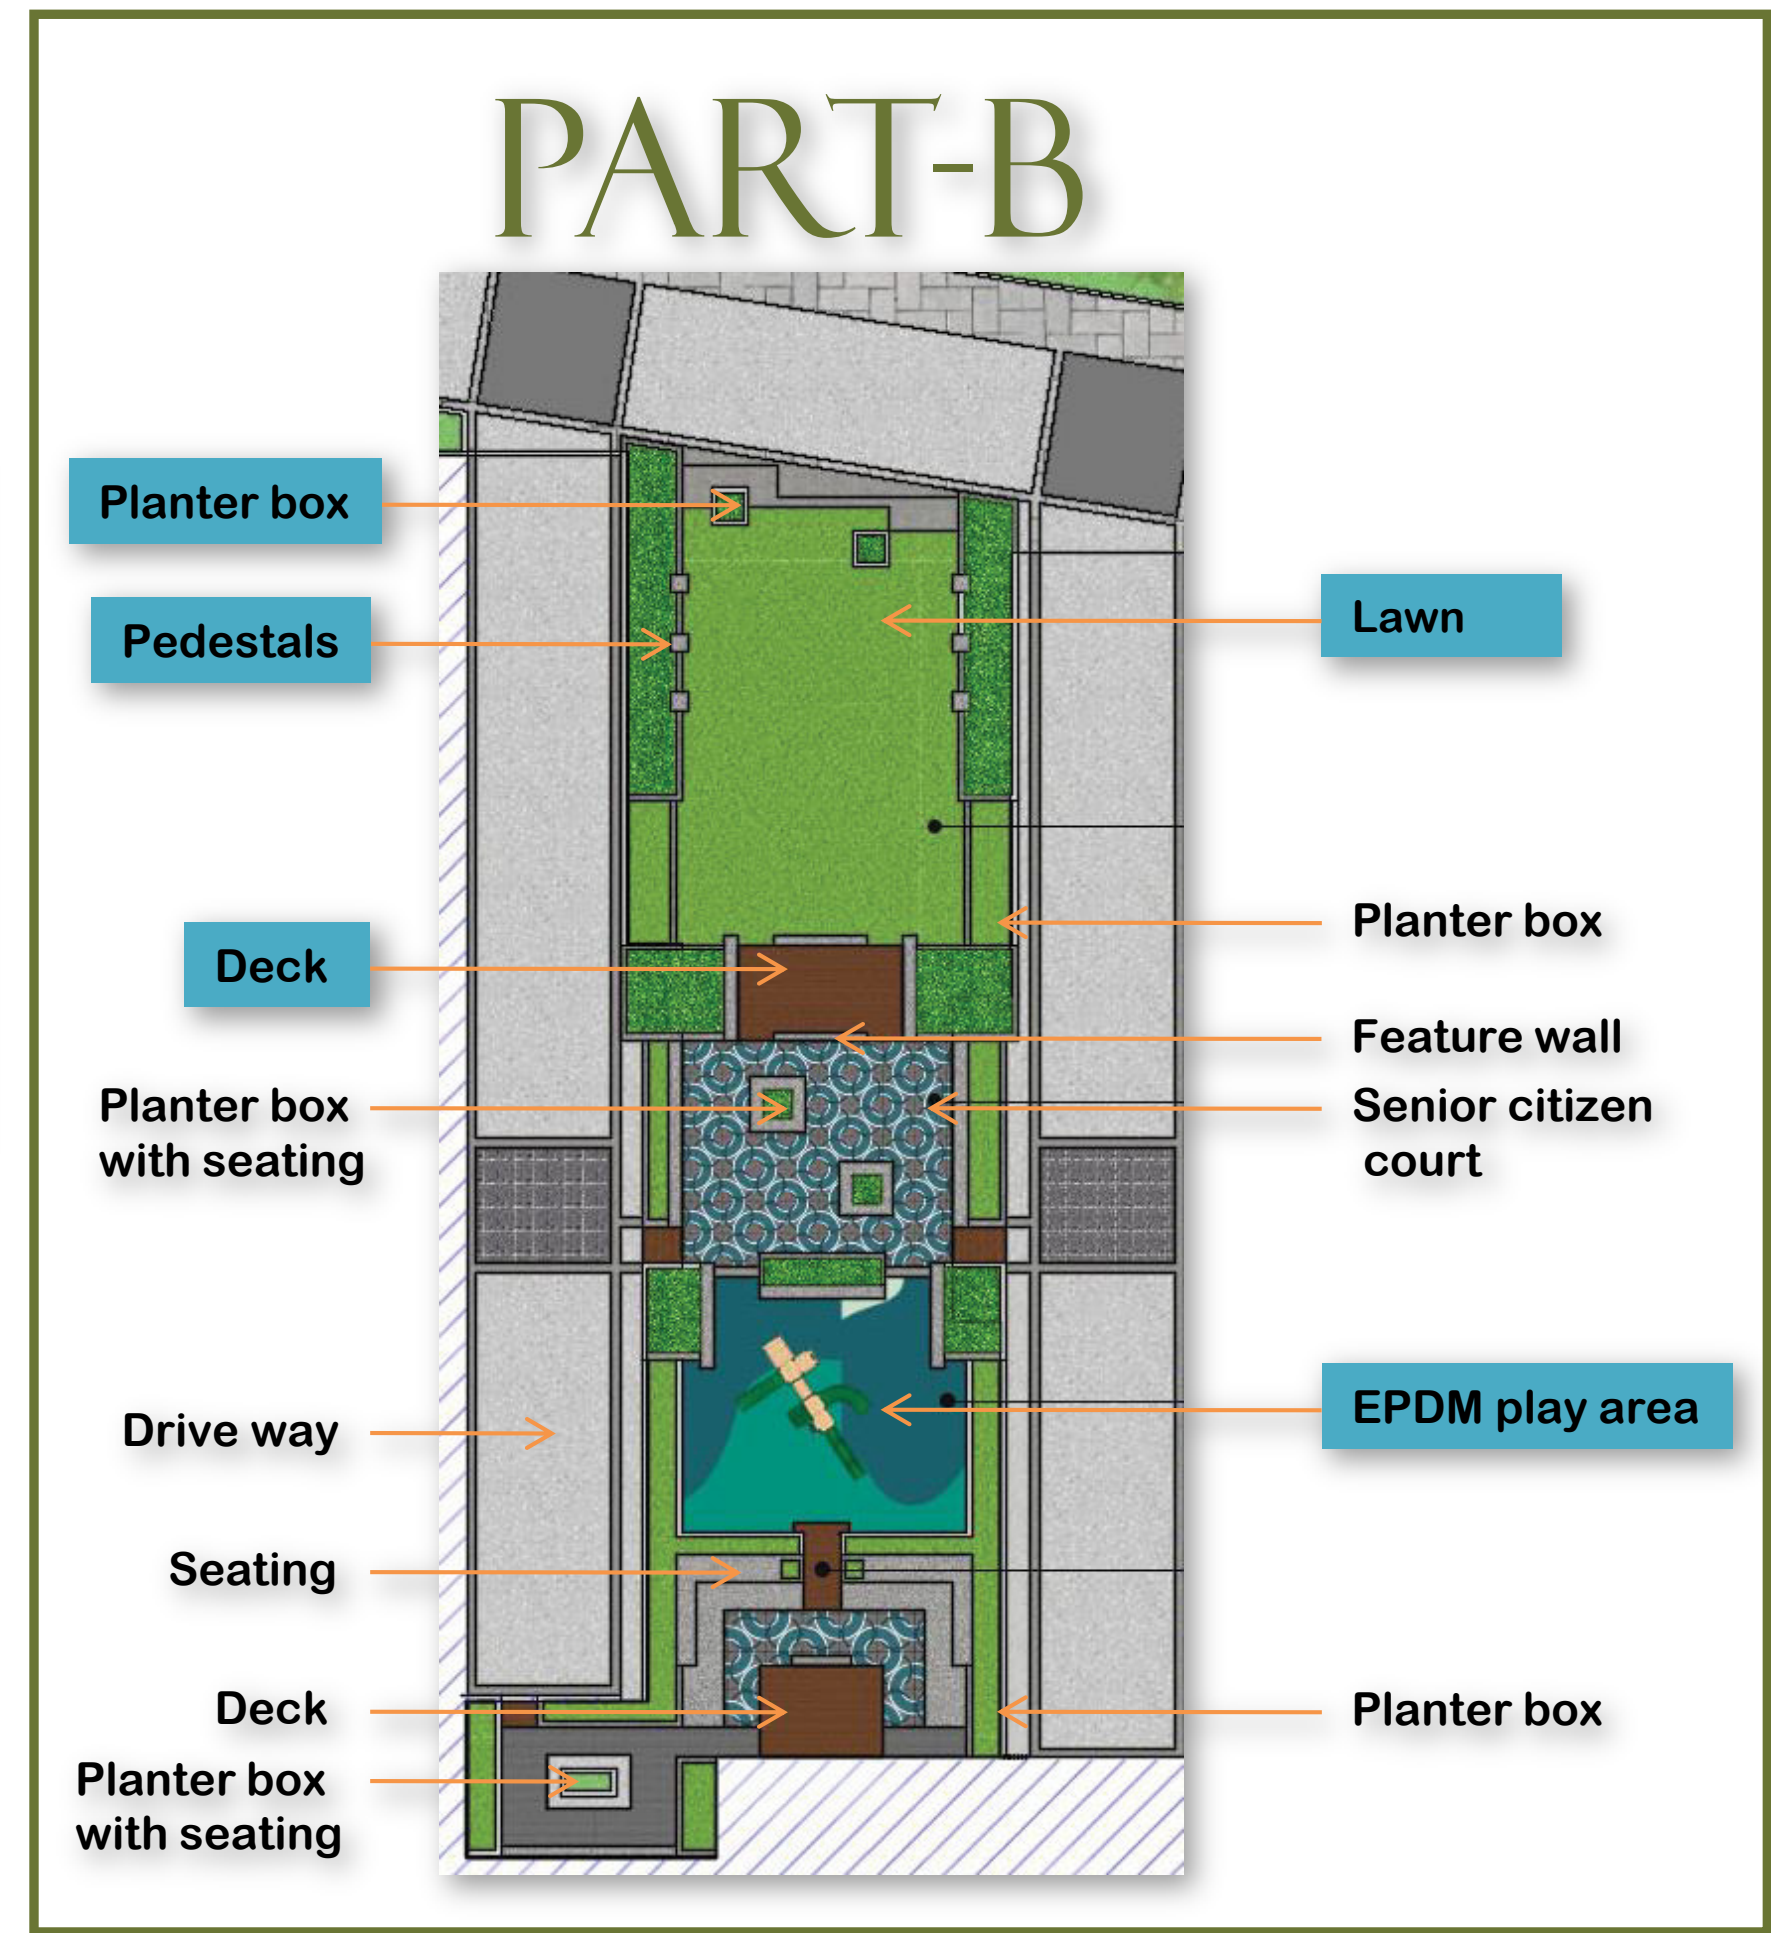 PART-B
Planter box
Pedestals
Lawn
Deck
Planter box
Feature wall
Planter box
with seating
Senior citizen
court
EPDM play area
Drive way
Seating
Deck
Planter box
Planter box
with seating